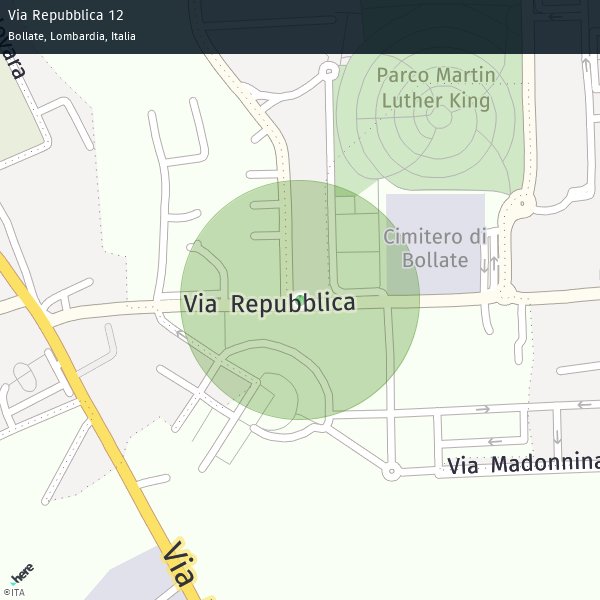 Via Repubblica 12
Bollate, Lombardia, Italia
Parco Martin
Luther King
Cimitero di
Bollate
Via Repubblica
Via Madonnina
Via
here
©ITA